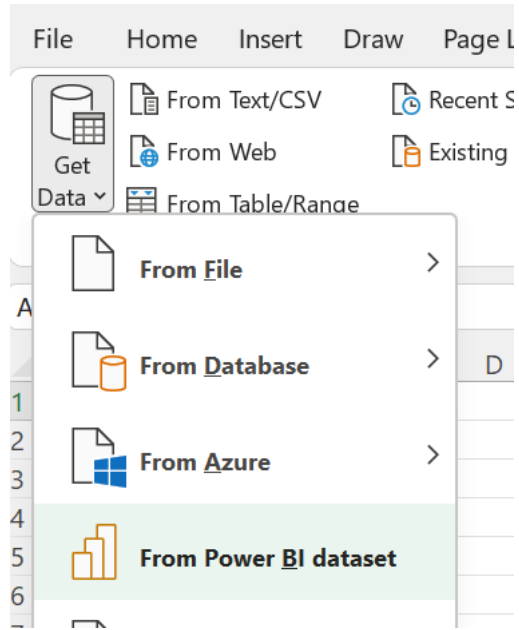 File Home Insert Draw Page L
From Text/CSV Recent S
From Web Existing
Get
Data From Table/Range
From File
A
From Database
D
1
2
From Azure
3
4
5 From Power BI dataset
6